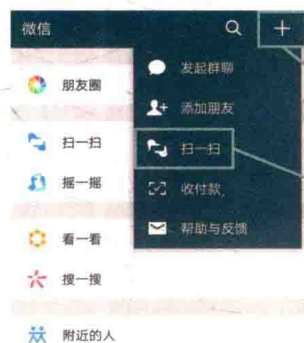 微信
发起群聊
添加朋友
扫一扫
收付款
帮助与反馈
朋友圈
扫一扫
摇一摇
看一看
搜一搜
附近的人